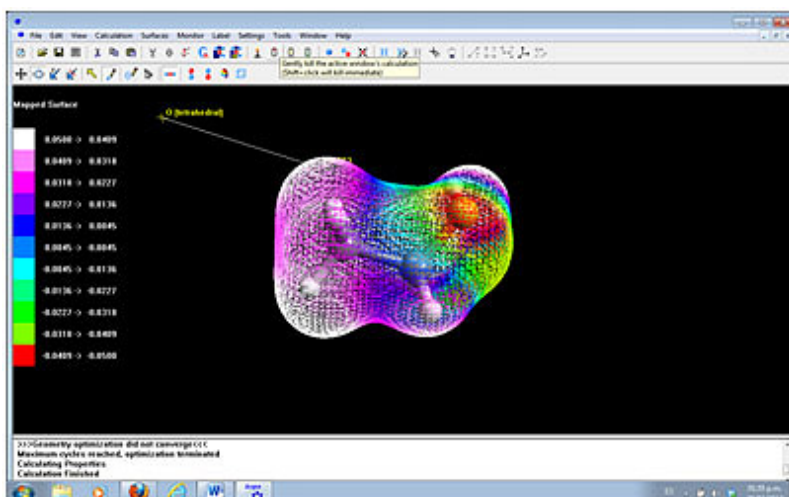 File Edit View Calculation Surfaces Monitor Label Settings Tools Window Help
Gently kill the active window's calculation
(Shift+click will kill immediate)
Mapped Surface
O (tetrahedral)
0.0500 -> 0.0409
0.0409 -> 0.0318
0.0318 -> 0.0227
0.0227 -> 0.0136
0.0136 -> 0.0045
0.0045 -> -0.0045
-0.0045 -> -0.0136
-0.0136 -> -0.0227
-0.0227 -> -0.0318
-0.0318 -> -0.0409
-0.0409 -> -0.0500
>>>Geometry optimization did not converge<<<
Maximum cycles reached, optimization terminated
Calculating Properties
Calculation Finished
ES